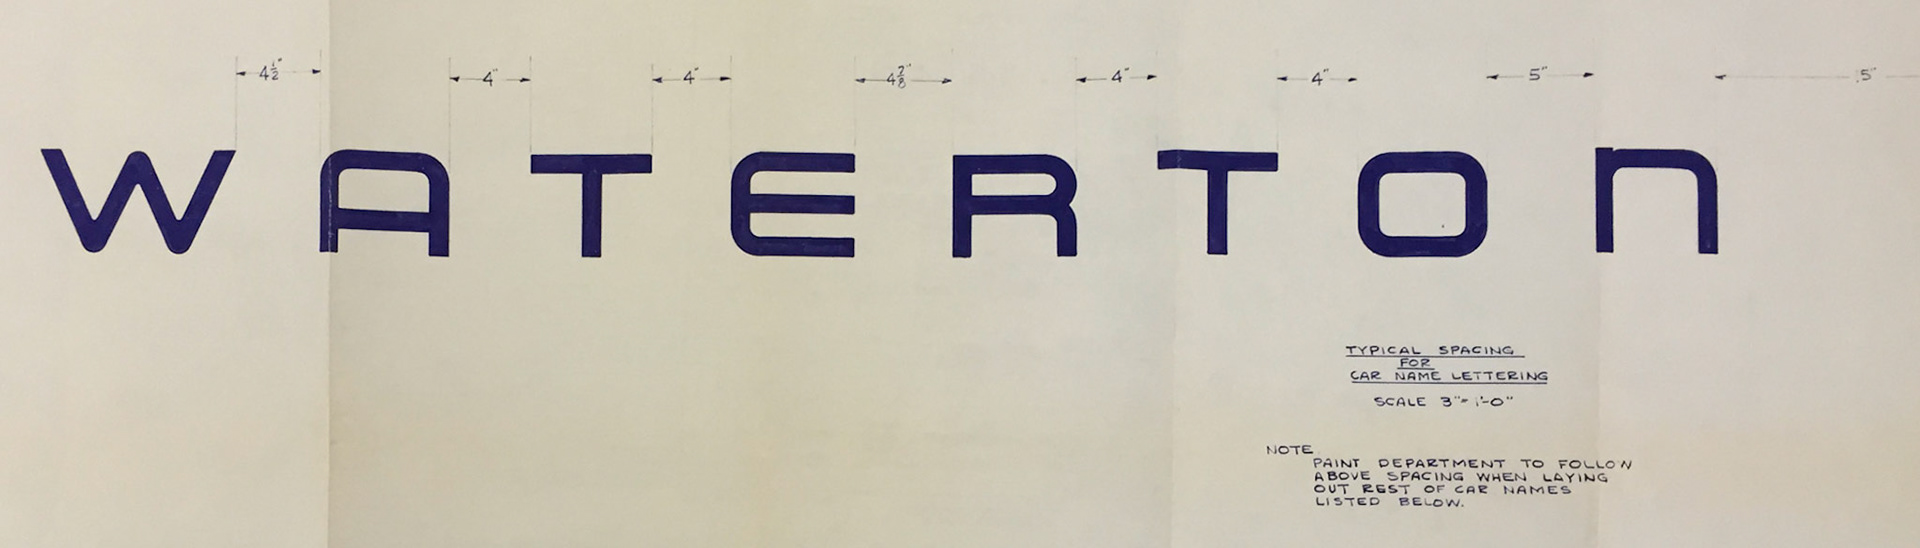 4½" 4" 4" 4⅞" 4" 4" 5" 5"
WATERTOn
TYPICAL SPACING
FOR
CAR NAME LETTERING
SCALE 3"=1'-0"
NOTE.
PAINT DEPARTMENT TO FOLLOW
ABOVE SPACING WHEN LAYING
OUT REST OF CAR NAMES
LISTED BELOW.